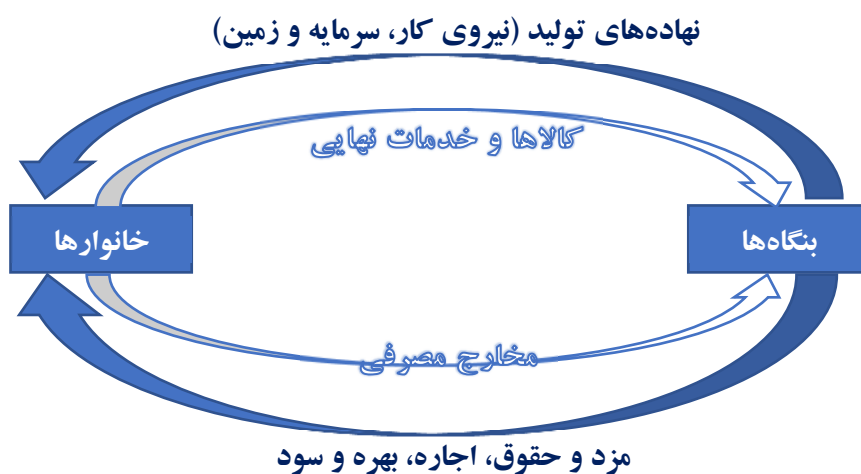 نهاده‌های تولید (نیروی کار، سرمایه و زمین)
کالاها و خدمات نهایی
بنگاه‌ها
خانوارها
مخارج مصرفی
مزد و حقوق، اجاره، بهره و سود